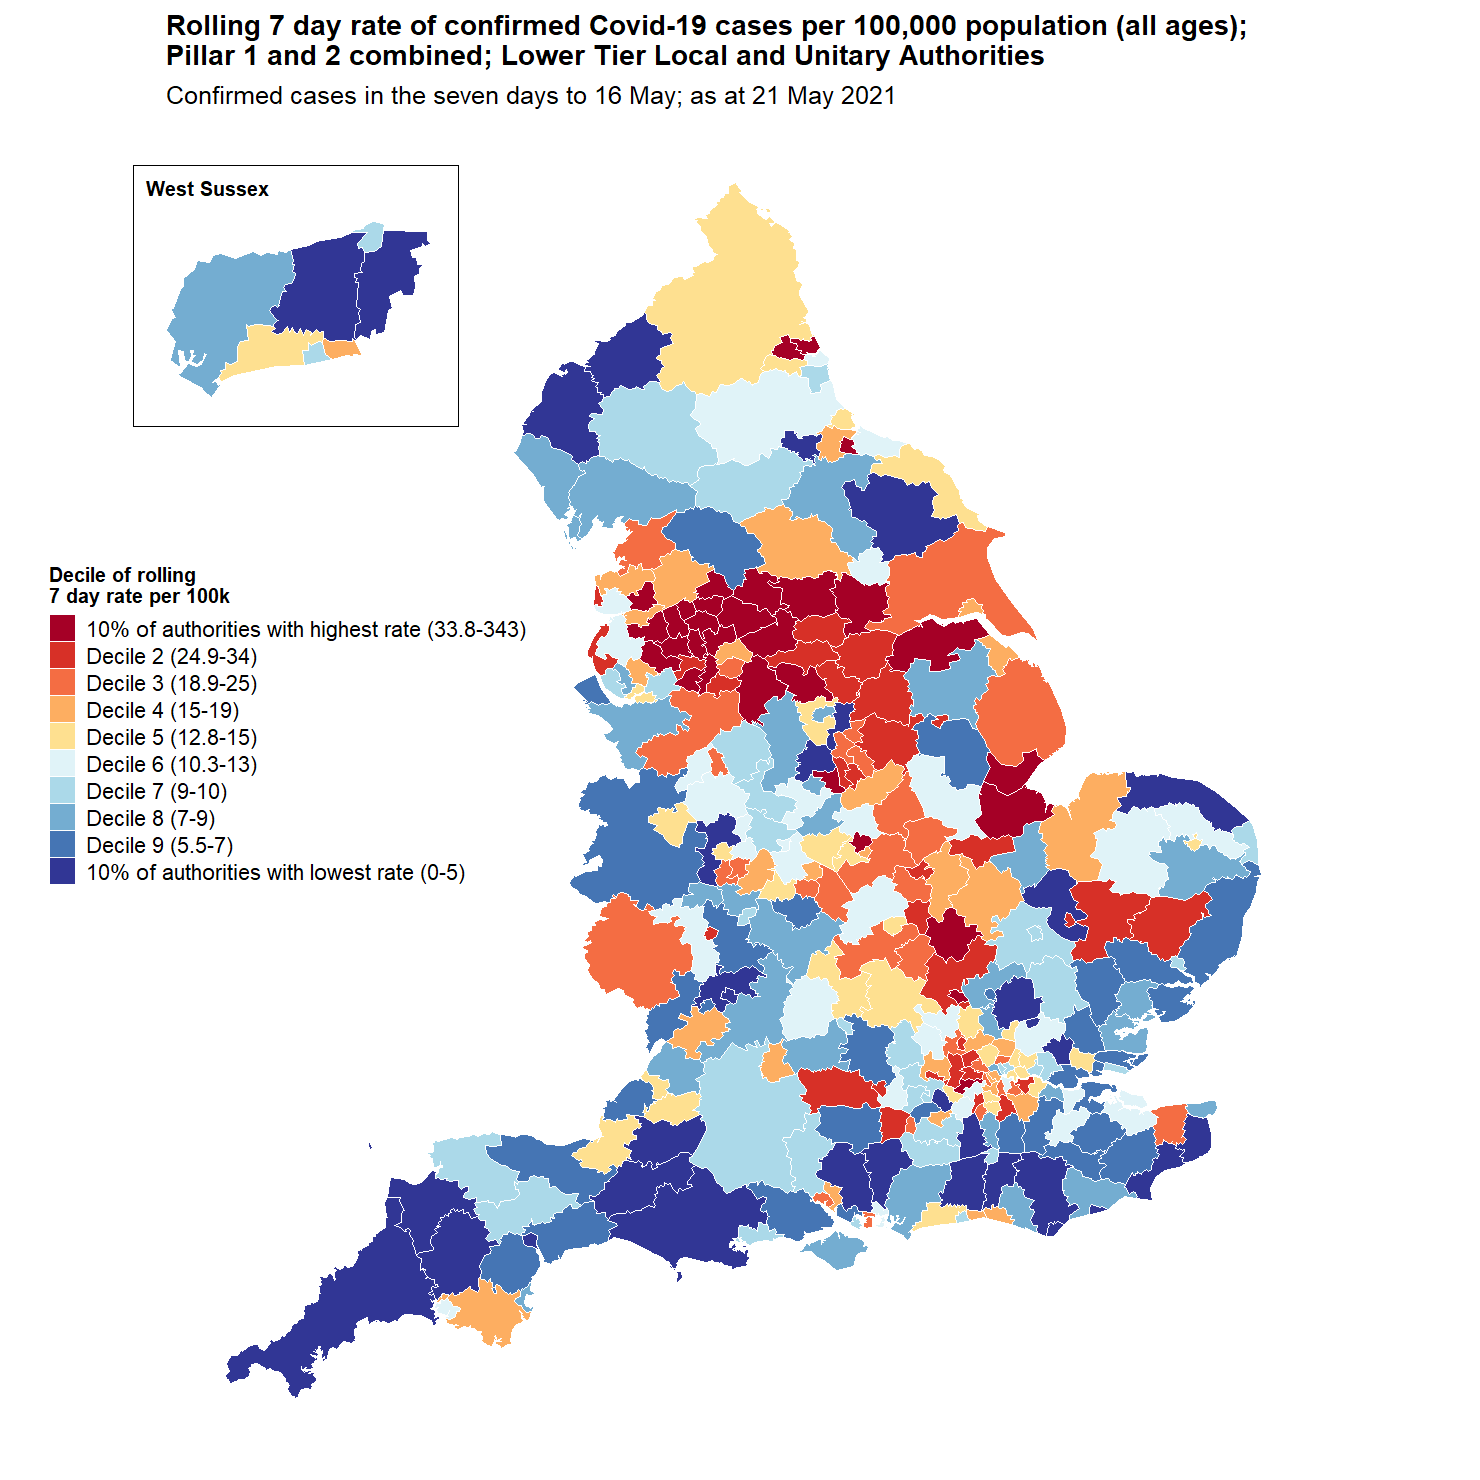 Rolling 7 day rate of confirmed Covid-19 cases per 100,000 population (all ages);
Pillar 1 and 2 combined; Lower Tier Local and Unitary Authorities
Confirmed cases in the seven days to 16 May; as at 21 May 2021
West Sussex
Decile of rolling
7 day rate per 100k
10% of authorities with highest rate (33.8-343)
Decile 2 (24.9-34)
Decile 3 (18.9-25)
Decile 4 (15-19)
Decile 5 (12.8-15)
Decile 6 (10.3-13)
Decile 7 (9-10)
Decile 8 (7-9)
Decile 9 (5.5-7)
10% of authorities with lowest rate (0-5)